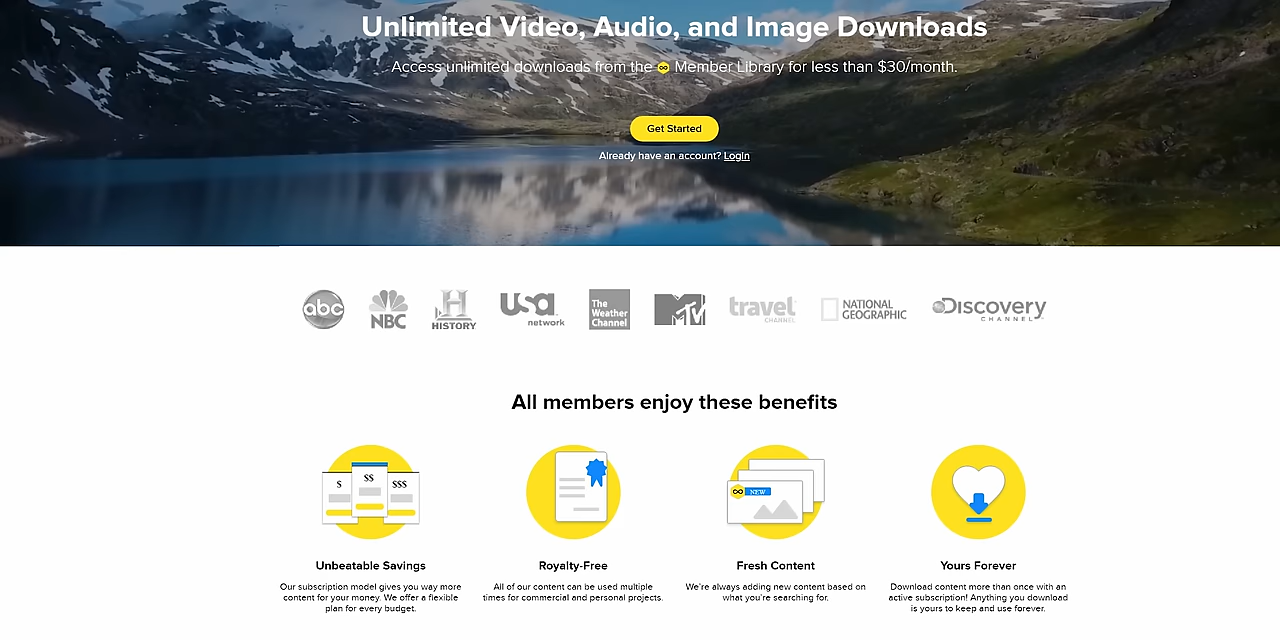 Unlimited Video, Audio, and Image Downloads
Access unlimited downloads from the Member Library for less than $30/month.
Get Started
Already have an account? Login
abc
NBC
H
HISTORY
usa
network
The
Weather
Channel
MTV
travel
CHANNEL
NATIONAL
GEOGRAPHIC
Discovery
CHANNEL
All members enjoy these benefits
$
$$
$$$
NEW
Unbeatable Savings
Our subscription model gives you way more
content for your money. We offer a flexible
plan for every budget.
Royalty-Free
All of our content can be used multiple
times for commercial and personal projects.
Fresh Content
We're always adding new content based on
what you're searching for.
Yours Forever
Download content more than once with an
active subscription! Anything you download
is yours to keep and use forever.